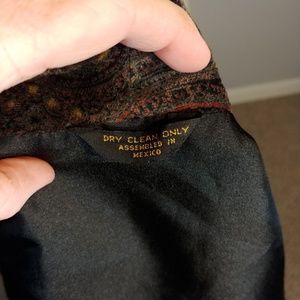 DRY CLEAN ONLY
ASSEMBLED IN
MEXICO